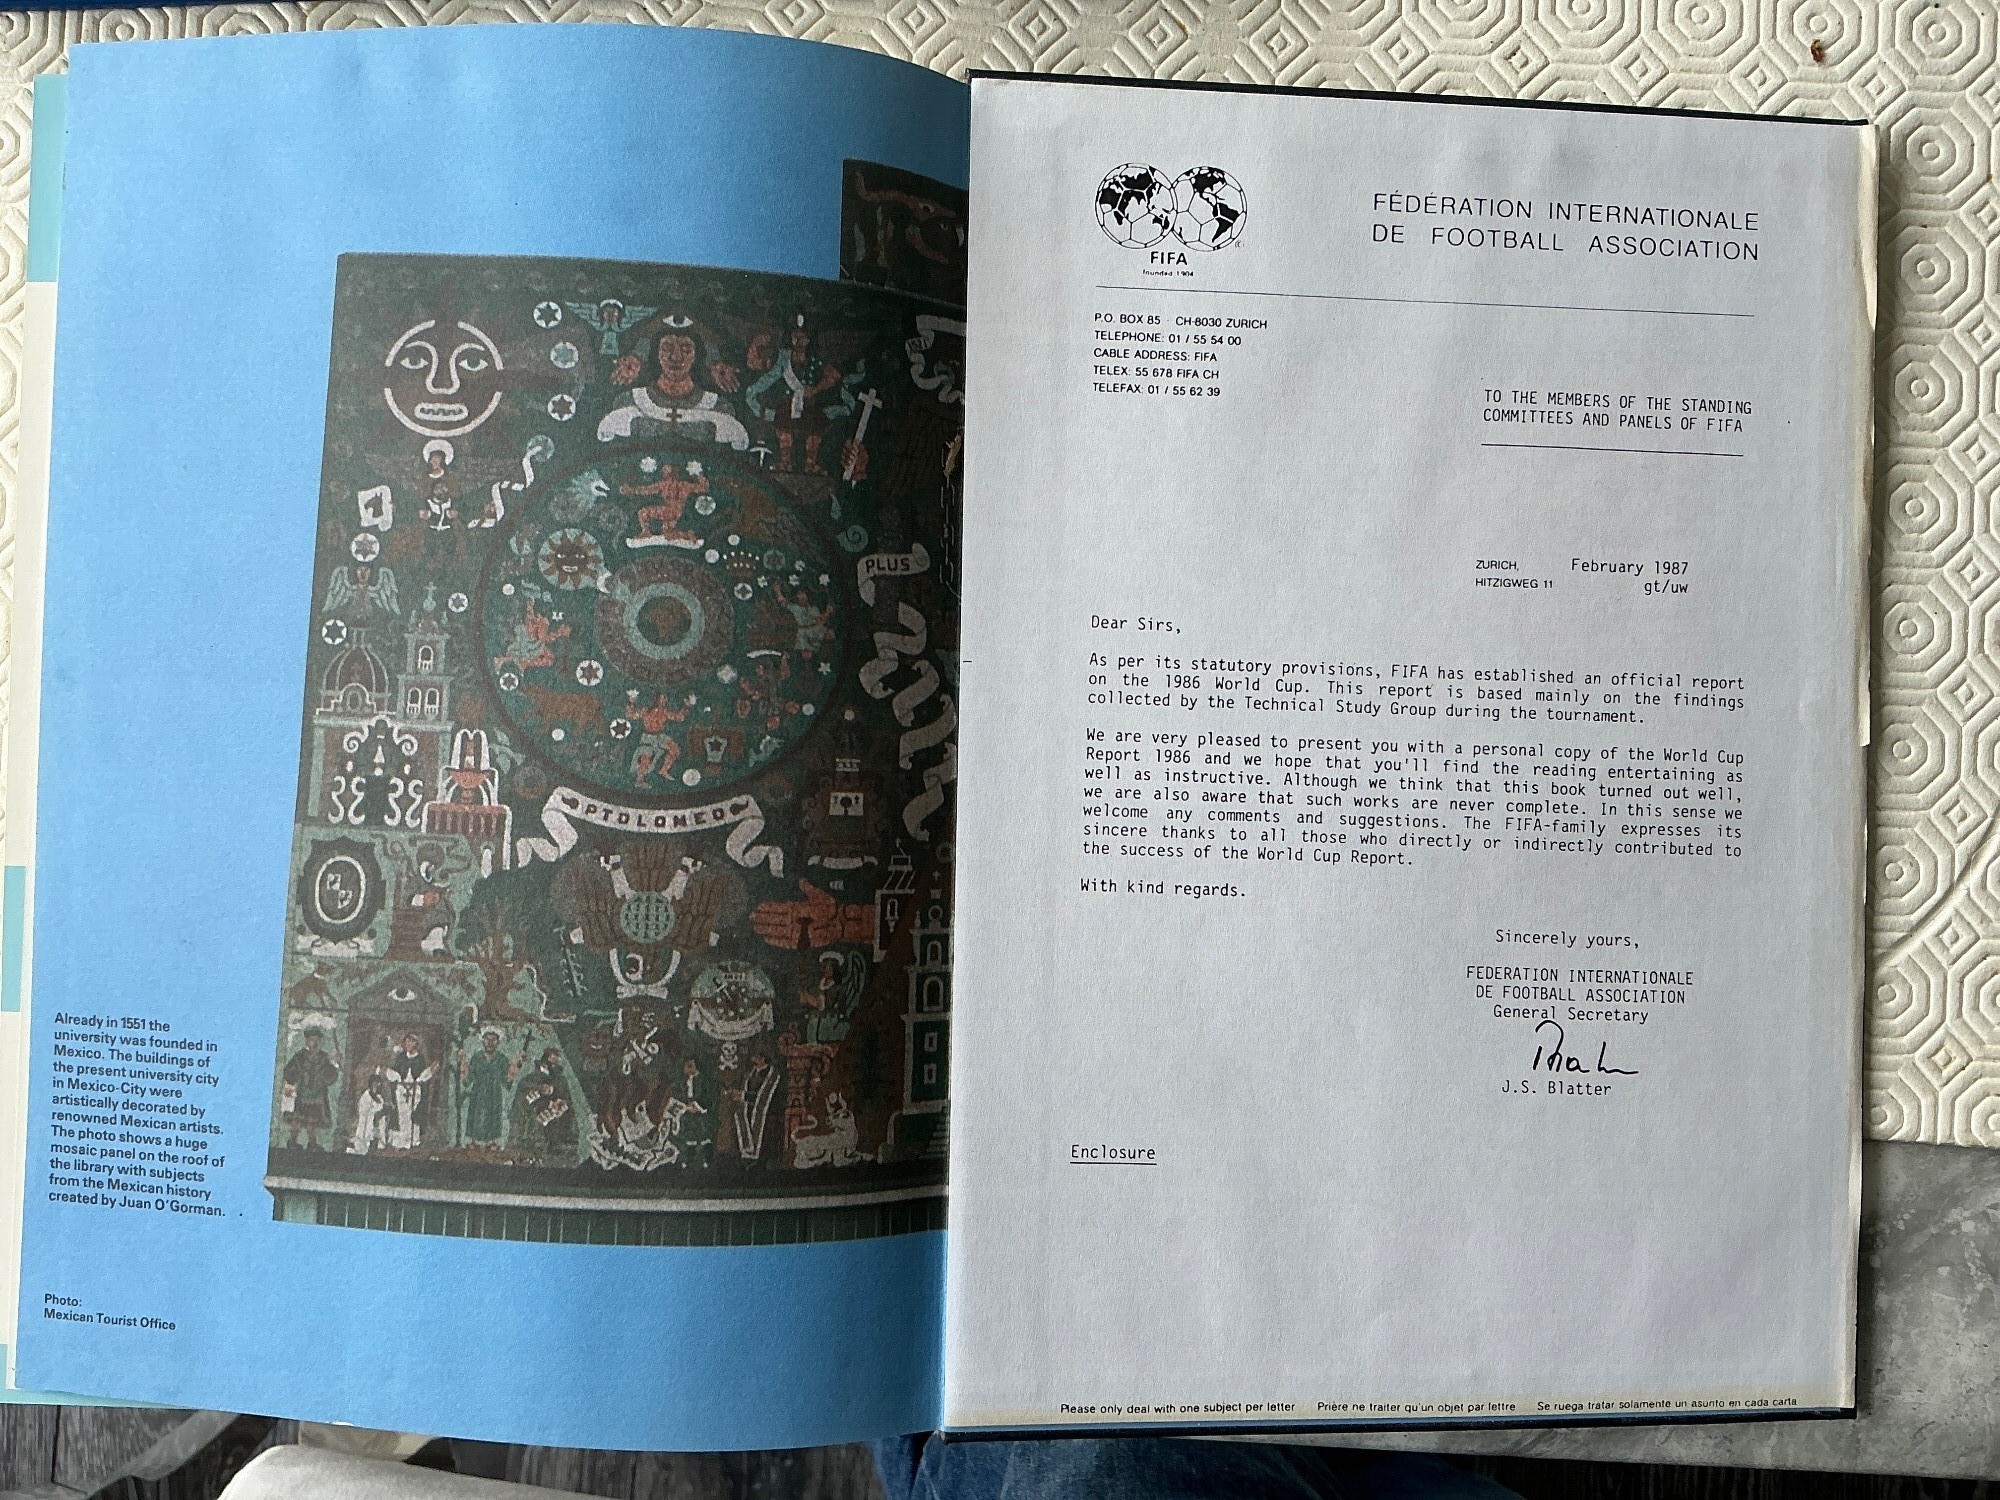 PLUS
PTOLOMEO
Already in 1551 the
university was founded in
Mexico. The buildings of
the present university city
in Mexico-City were
artistically decorated by
renowned Mexican artists.
The photo shows a huge
mosaic panel on the roof of
the library with subjects
from the Mexican history
created by Juan O'Gorman.
Photo:
Mexican Tourist Office
FIFA
founded 1904
FÉDÉRATION INTERNATIONALE
DE FOOTBALL ASSOCIATION
P.O. BOX 85 · CH-8030 ZURICH
TELEPHONE: 01 / 55 54 00
CABLE ADDRESS: FIFA
TELEX: 55 678 FIFA CH
TELEFAX: 01 / 55 62 39
TO THE MEMBERS OF THE STANDING
COMMITTEES AND PANELS OF FIFA
ZURICH, February 1987
HITZIGWEG 11 gt/uw
Dear Sirs,
As per its statutory provisions, FIFA has established an official report
on the 1986 World Cup. This report is based mainly on the findings
collected by the Technical Study Group during the tournament.
We are very pleased to present you with a personal copy of the World Cup
Report 1986 and we hope that you'll find the reading entertaining as
well as instructive. Although we think that this book turned out well,
we are also aware that such works are never complete. In this sense we
welcome any comments and suggestions. The FIFA-family expresses its
sincere thanks to all those who directly or indirectly contributed to
the success of the World Cup Report.
With kind regards.
Sincerely yours,
FEDERATION INTERNATIONALE
DE FOOTBALL ASSOCIATION
General Secretary
J.S. Blatter
Enclosure
Please only deal with one subject per letter Prière ne traiter qu'un objet par lettre Se ruega tratar solamente un asunto en cada carta